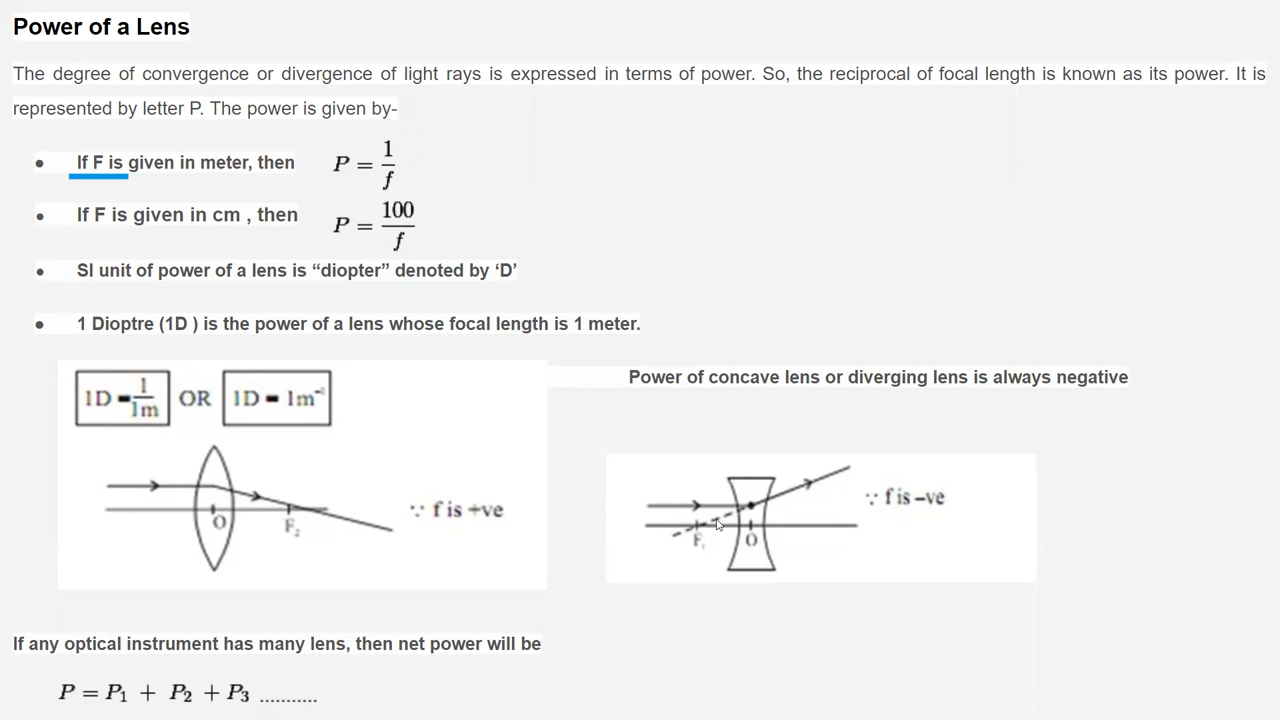 Power of a Lens
The degree of convergence or divergence of light rays is expressed in terms of power. So, the reciprocal of focal length is known as its power. It is
represented by letter P. The power is given by-
• If F is given in meter, then P = 1/f
• If F is given in cm , then P = 100/f
• SI unit of power of a lens is “diopter” denoted by ‘D’
• 1 Dioptre (1D ) is the power of a lens whose focal length is 1 meter.
1D = 1/1m OR 1D = 1m⁻¹
Power of concave lens or diverging lens is always negative
O F₂ ∵ f is +ve
F₁ O ∵ f is –ve
If any optical instrument has many lens, then net power will be
P = P₁ + P₂ + P₃ ...........